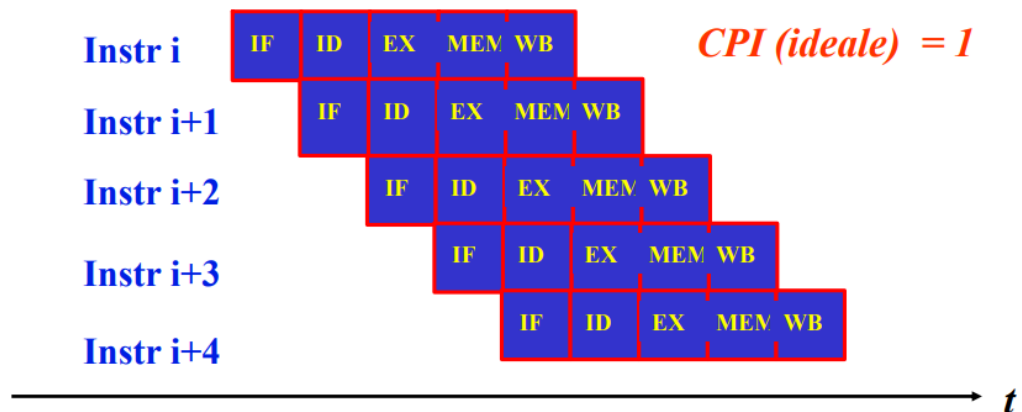 Instr i IF ID EX MEM WB CPI (ideale) = 1
Instr i+1 IF ID EX MEM WB
Instr i+2 IF ID EX MEM WB
Instr i+3 IF ID EX MEM WB
Instr i+4 IF ID EX MEM WB
t